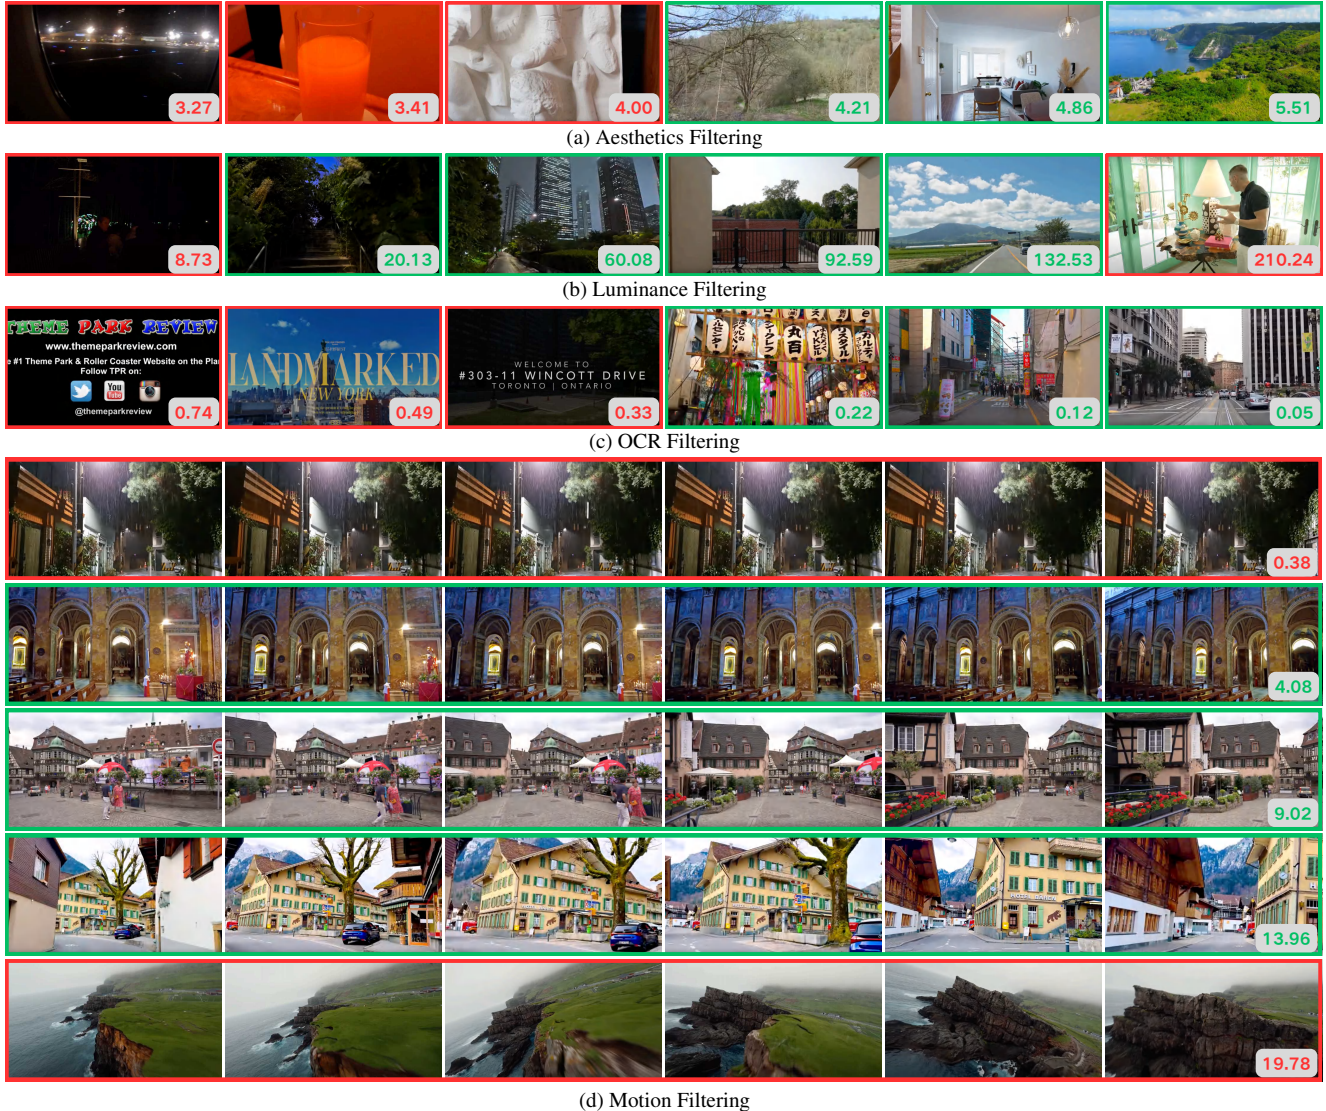 3.27
3.41
4.00
4.21
4.86
5.51
(a) Aesthetics Filtering
8.73
20.13
60.08
92.59
132.53
210.24
(b) Luminance Filtering
THEME PARK REVIEW
www.themeparkreview.com
e #1 Theme Park & Roller Coaster Website on the Pla
Follow TPR on:
You
Tube
@themeparkreview
0.74
LANDMARKED
NEW YORK
0.49
WELCOME TO
#303-11 WINCOTT DRIVE
TORONTO | ONTARIO
0.33
丸百
0.22
0.12
0.05
(c) OCR Filtering
0.38
4.08
9.02
13.96
19.78
(d) Motion Filtering